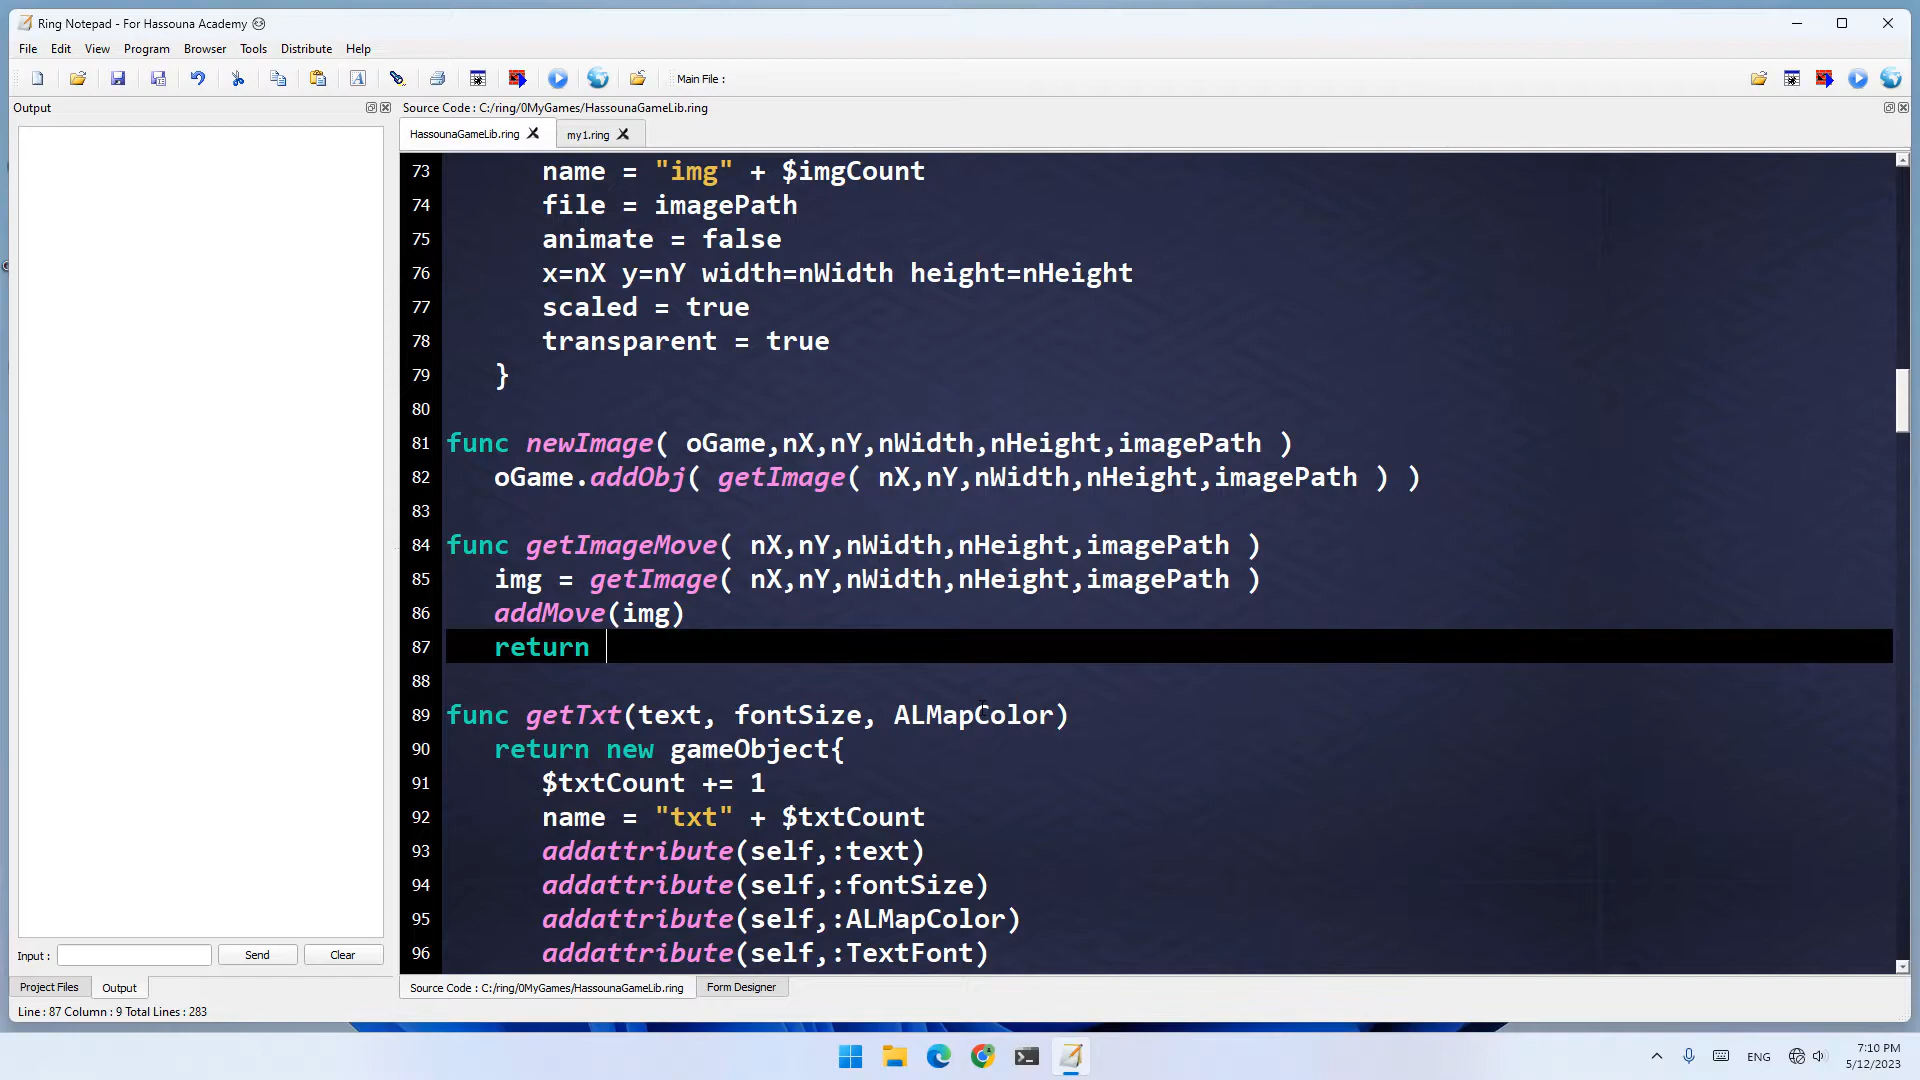 Ring Notepad - For Hassouna Academy
File Edit View Program Browser Tools Distribute Help
Main File :
Output
Source Code : C:/ring/0MyGames/HassounaGameLib.ring
HassounaGameLib.ring my1.ring
73 name = "img" + $imgCount
74 file = imagePath
75 animate = false
76 x=nX y=nY width=nWidth height=nHeight
77 scaled = true
78 transparent = true
79 }
80
81 func newImage( oGame,nX,nY,nWidth,nHeight,imagePath )
82 oGame.addObj( getImage( nX,nY,nWidth,nHeight,imagePath ) )
83
84 func getImageMove( nX,nY,nWidth,nHeight,imagePath )
85 img = getImage( nX,nY,nWidth,nHeight,imagePath )
86 addMove(img)
87 return
88
89 func getTxt(text, fontSize, ALMapColor)
90 return new gameObject{
91 $txtCount += 1
92 name = "txt" + $txtCount
93 addattribute(self,:text)
94 addattribute(self,:fontSize)
95 addattribute(self,:ALMapColor)
96 addattribute(self,:TextFont)
Input : Send Clear
Project Files Output
Source Code : C:/ring/0MyGames/HassounaGameLib.ring Form Designer
Line : 87 Column : 9 Total Lines : 283
ENG
7:10 PM
5/12/2023